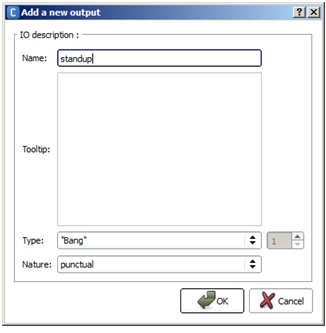 Add a new output
IO description :
Name: standup
Tooltip:
Type: "Bang" 1
Nature: punctual
OK Cancel